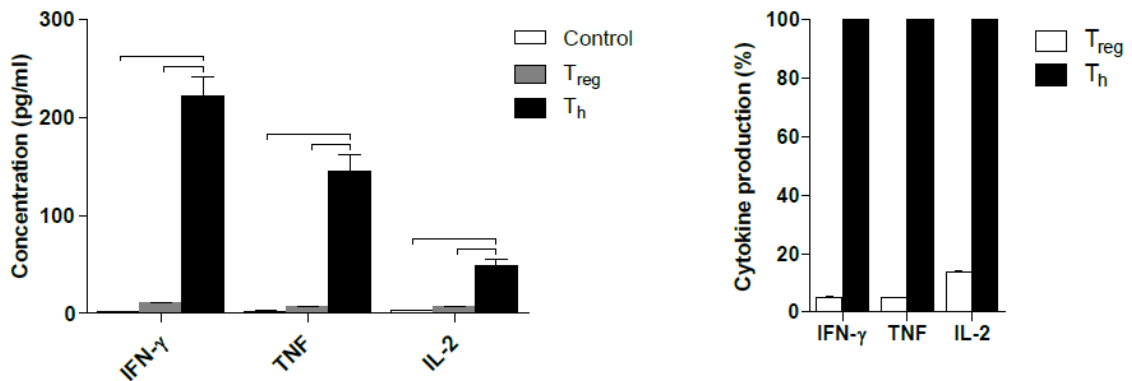 Concentration (pg/ml)
300
200
100
0
IFN-γ
TNF
IL-2
Control
Treg
Th
Cytokine production (%)
100
80
60
40
20
0
IFN-γ TNF IL-2
Treg
Th